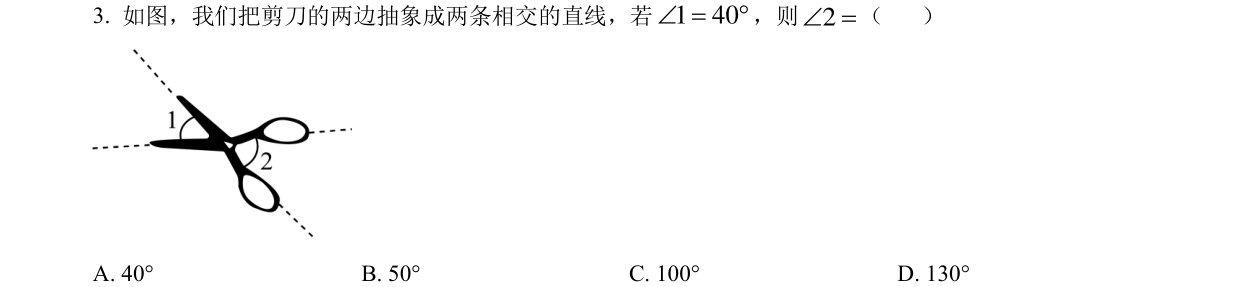 3. 如图，我们把剪刀的两边抽象成两条相交的直线，若 ∠1 = 40°，则 ∠2 = （　　）
1
2
A. 40° B. 50° C. 100° D. 130°